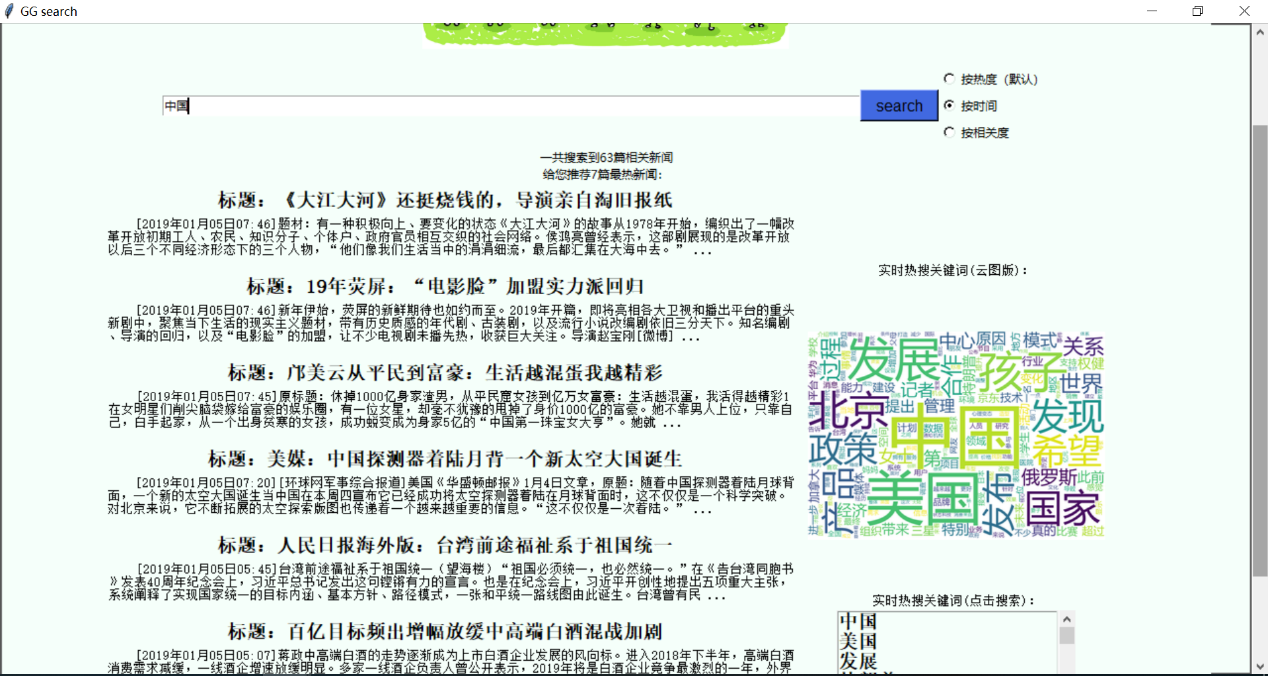 GG search
中国
search
按热度（默认）
按时间
按相关度
一共搜索到63篇相关新闻
给您推荐7篇最热新闻：
标题：《大江大河》还挺烧钱的，导演亲自淘旧报纸
[2019年01月05日07:46]题材：有一种积极向上、要变化的状态《大江大河》的故事从1978年开始，编织出了一幅改
革开放初期工人、农民、知识分子、个体户、政府官员相互交织的社会网络。侯鸿亮曾经表示，这部剧展现的是改革开放
以后三个不同经济形态下的三个人物，“他们像我们生活当中的涓涓细流，最后都汇集在大海中去。” ...
标题：19年荧屏：“电影脸”加盟实力派回归
[2019年01月05日07:46]新年伊始，荧屏的新鲜期待也如约而至。2019年开篇，即将亮相各大卫视和播出平台的重头
新剧中，聚焦当下生活的现实主义题材，带有历史质感的年代剧、古装剧，以及流行小说改编剧依旧三分天下。知名编剧
、导演的回归，以及“电影脸”的加盟，让不少电视剧未播先热，收获巨大关注。导演赵宝刚[微博] ...
标题：邝美云从平民到富豪：生活越混蛋我越精彩
[2019年01月05日07:45]原标题：休掉1000亿身家渣男，从平民窟女孩到亿万女富豪：生活越混蛋，我活得越精彩1
在女明星们削尖脑袋嫁给富豪的娱乐圈，有一位女星，却毫不犹豫的甩掉了身价1000亿的富豪。她不靠男人上位，只靠自
己，白手起家，从一个出身贫寒的女孩，成功蜕变成为身家5亿的“中国第一珠宝女大亨”。她就 ...
标题：美媒：中国探测器着陆月背一个新太空大国诞生
[2019年01月05日07:20][环球网军事综合报道]美国《华盛顿邮报》1月4日文章，原题：随着中国探测器着陆月球背
面，一个新的太空大国诞生当中国在本周四宣布它已经成功将太空探测器着陆在月球背面时，这不仅仅是一个科学突破。
对北京来说，它不断拓展的太空探索版图也传递着一个越来越重要的信息。“这不仅仅是一次着陆。” ...
标题：人民日报海外版：台湾前途福祉系于祖国统一
[2019年01月05日05:45]台湾前途福祉系于祖国统一（望海楼）“祖国必须统一，也必然统一。”在《告台湾同胞书
》发表40周年纪念会上，习近平总书记发出这句铿锵有力的宣言。也是在纪念会上，习近平开创性地提出五项重大主张，
系统阐释了实现国家统一的目标内涵、基本方针、路径模式，一张和平统一路线图由此诞生。台湾曾有民 ...
标题：百亿目标频出增幅放缓中高端白酒混战加剧
[2019年01月05日05:07]蒋政中高端白酒的走势逐渐成为上市白酒企业发展的风向标。进入2018年下半年，高端白酒
消费需求减缓，一线酒企增速放缓明显。多家一线酒企负责人曾公开表示，2019年将是白酒企业竞争最激烈的一年，外界
实时热搜关键词(云图版)：
过程
发展
中心
原因
模式
关系
孩子
行业
权健
能力
建设
记者
合作
特朗普
变化
世界
京东
技术
北京
提出
管理
中国
发现
计划
数据
政策
女子
第一
项目
领域
学生
希望
产品
美国
发布
俄罗斯
此前
国家
加拿大
进一步
经济
组织
带来
三星
特别
不少
真的
比赛
超过
实时热搜关键词(点击搜索)：
中国
美国
发展